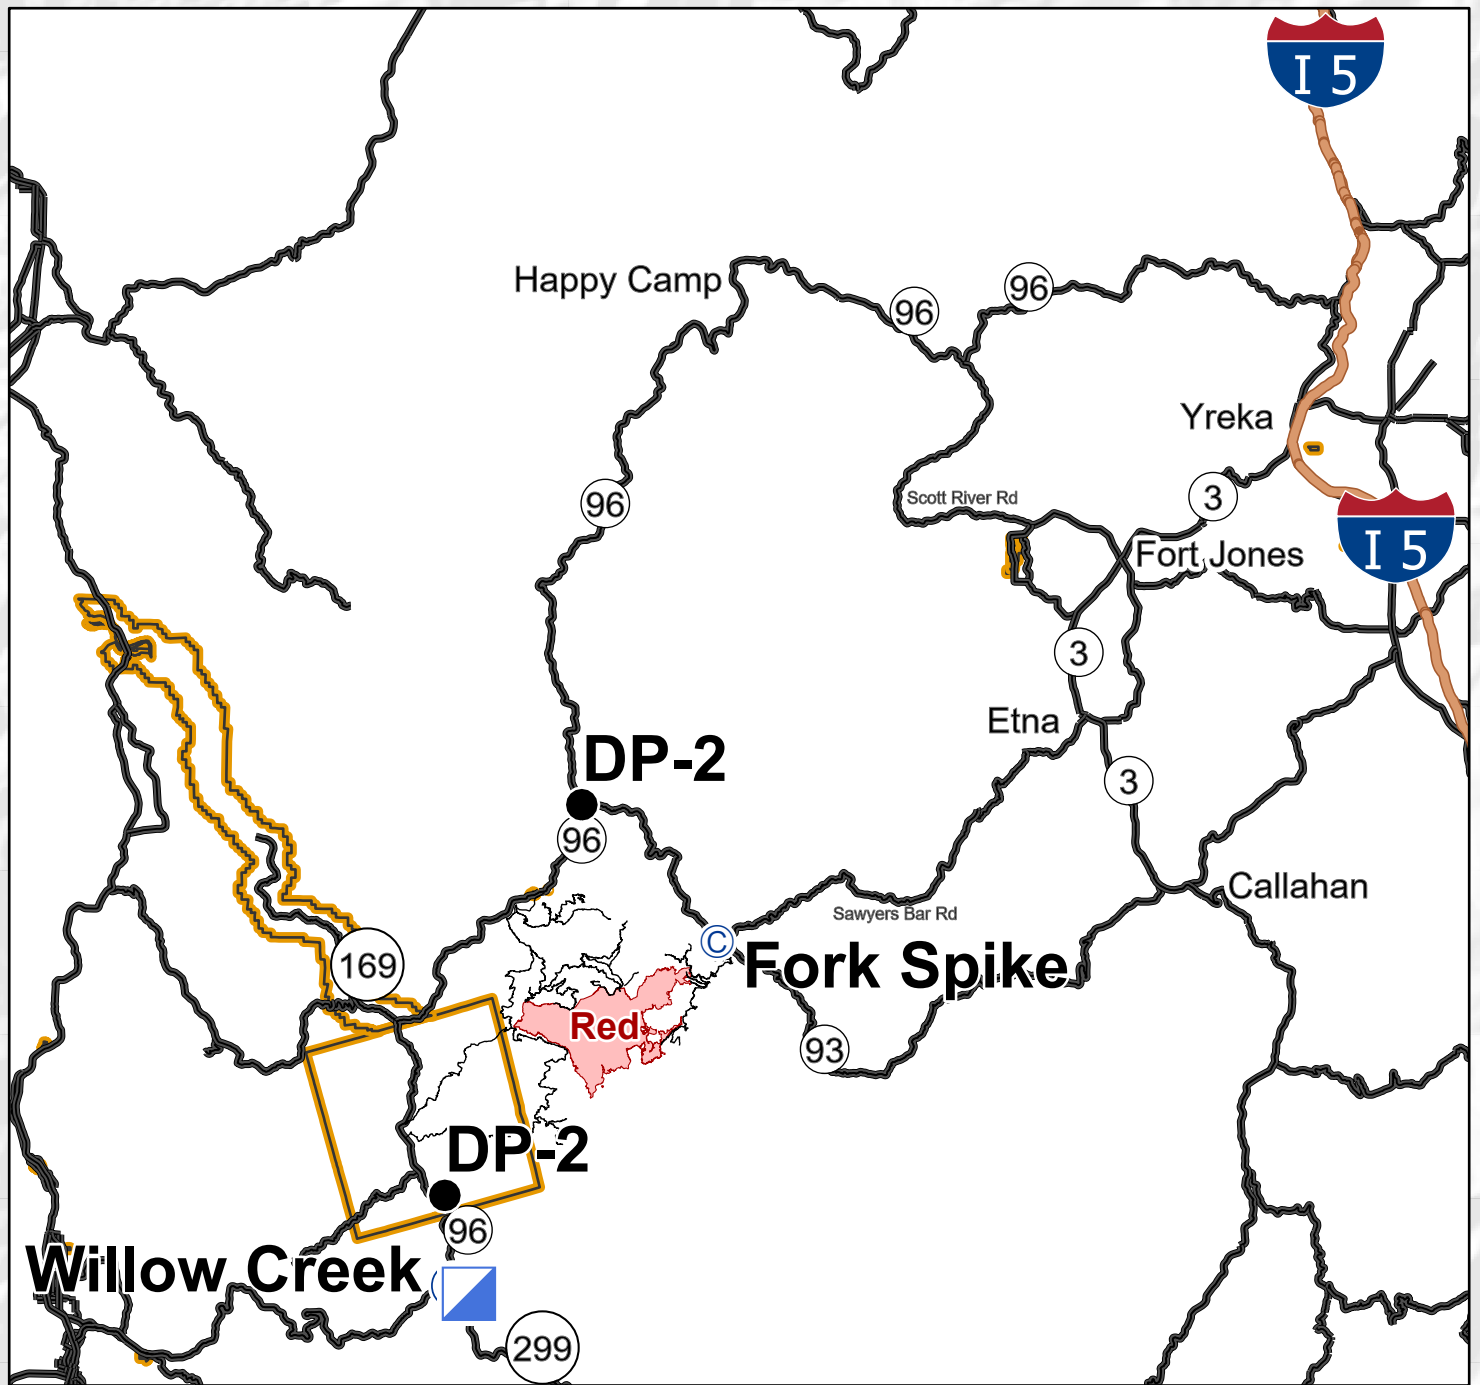 I 5
Happy Camp
96
96
Yreka
96
Scott River Rd
3
I 5
Fort Jones
3
Etna
DP-2
3
96
Callahan
Sawyers Bar Rd
C
Fork Spike
169
Red
93
DP-2
96
Willow Creek
299